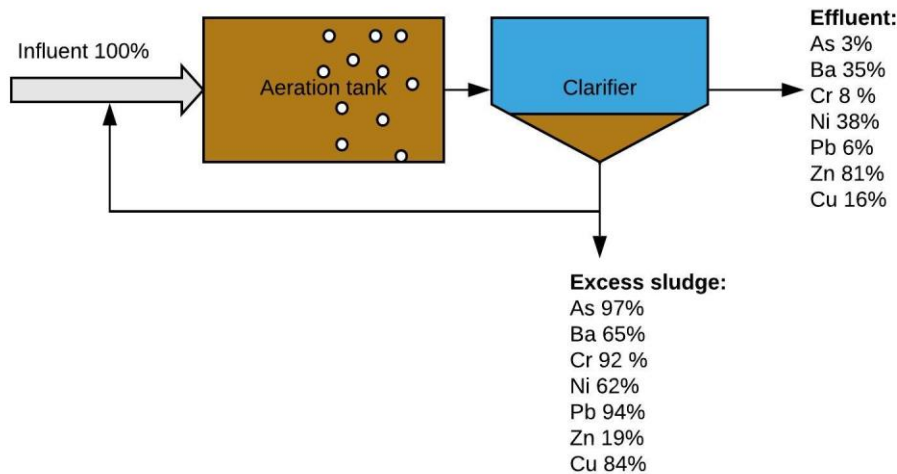 Influent 100%
Aeration tank
Clarifier
Effluent:
As 3%
Ba 35%
Cr 8 %
Ni 38%
Pb 6%
Zn 81%
Cu 16%
Excess sludge:
As 97%
Ba 65%
Cr 92 %
Ni 62%
Pb 94%
Zn 19%
Cu 84%